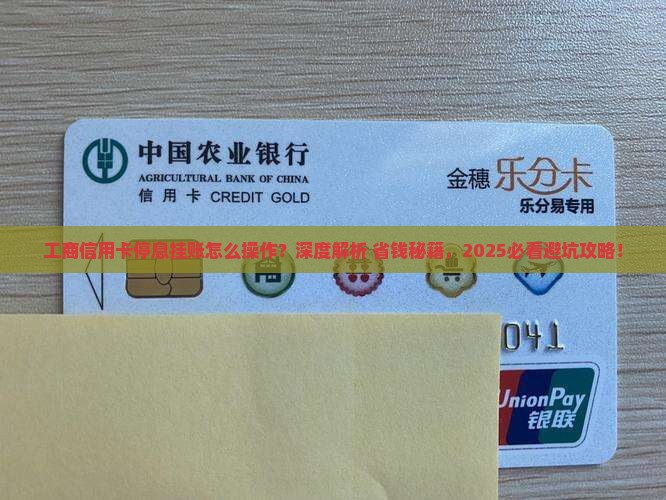 中国农业银行
AGRICULTURAL BANK OF CHINA
信用卡 CREDIT GOLD
金穗 乐分卡
乐分易专用
工商信用卡停息挂账怎么操作？深度解析 省钱秘籍，2025必看避坑攻略！
041
UnionPay
银联